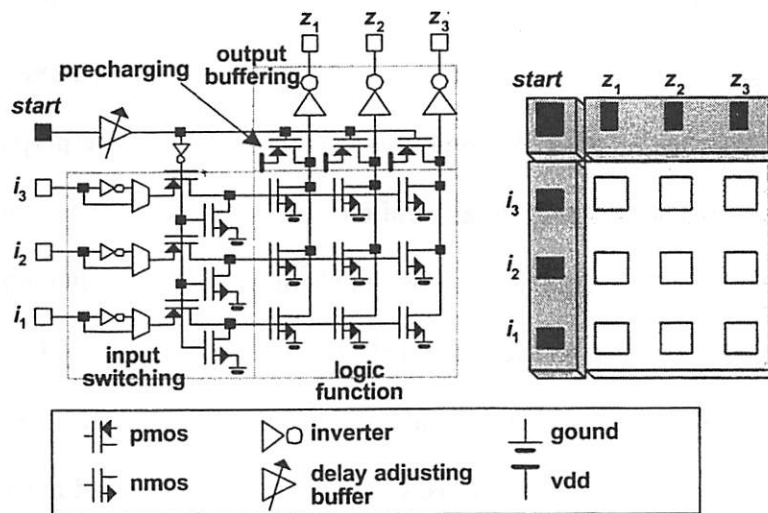 z1 z2 z3
output
buffering
precharging
start
i3
i2
i1
input
switching
logic
function
start z1 z2 z3
i3
i2
i1
pmos
inverter
gound
nmos
delay adjusting
buffer
vdd